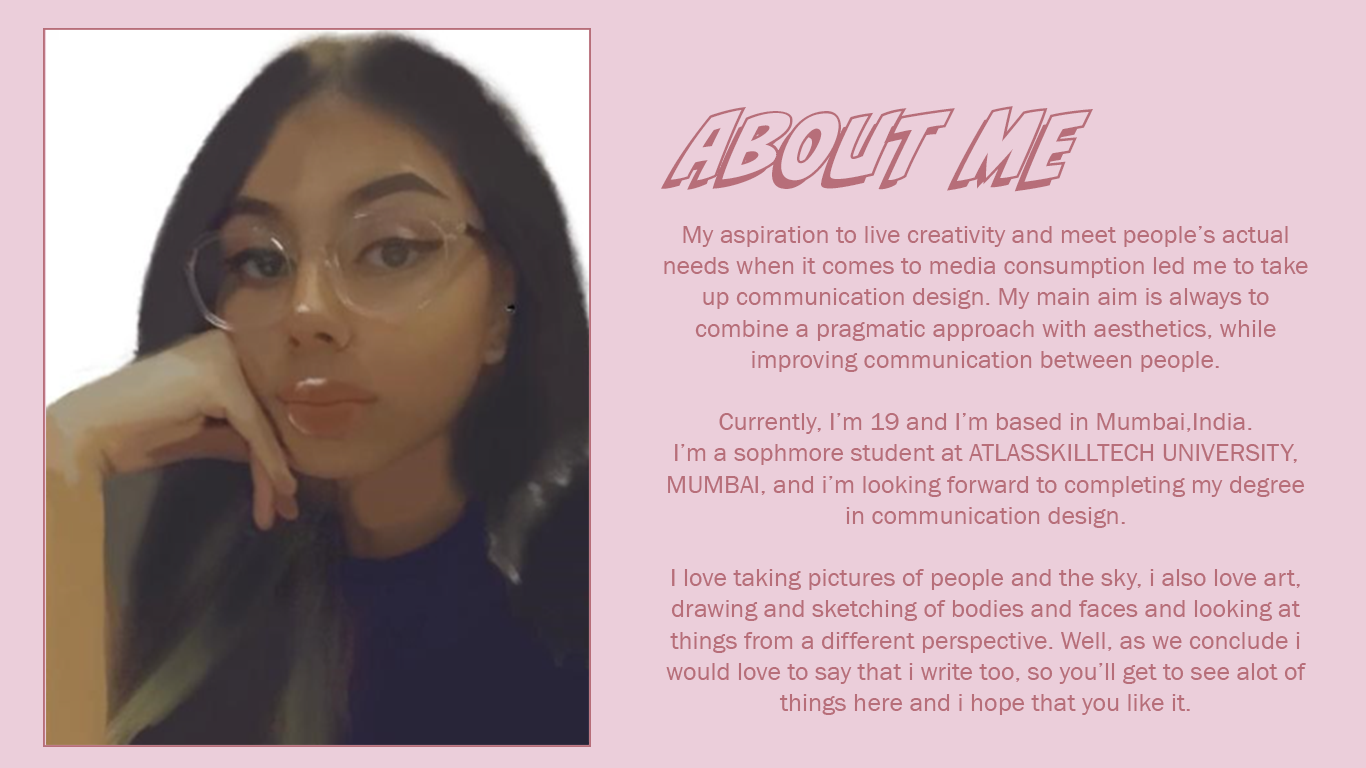 ABOUT ME
My aspiration to live creativity and meet people’s actual
needs when it comes to media consumption led me to take
up communication design. My main aim is always to
combine a pragmatic approach with aesthetics, while
improving communication between people.
Currently, I’m 19 and I’m based in Mumbai,India.
I’m a sophmore student at ATLASSKILLTECH UNIVERSITY,
MUMBAI, and i’m looking forward to completing my degree
in communication design.
I love taking pictures of people and the sky, i also love art,
drawing and sketching of bodies and faces and looking at
things from a different perspective. Well, as we conclude i
would love to say that i write too, so you’ll get to see alot of
things here and i hope that you like it.